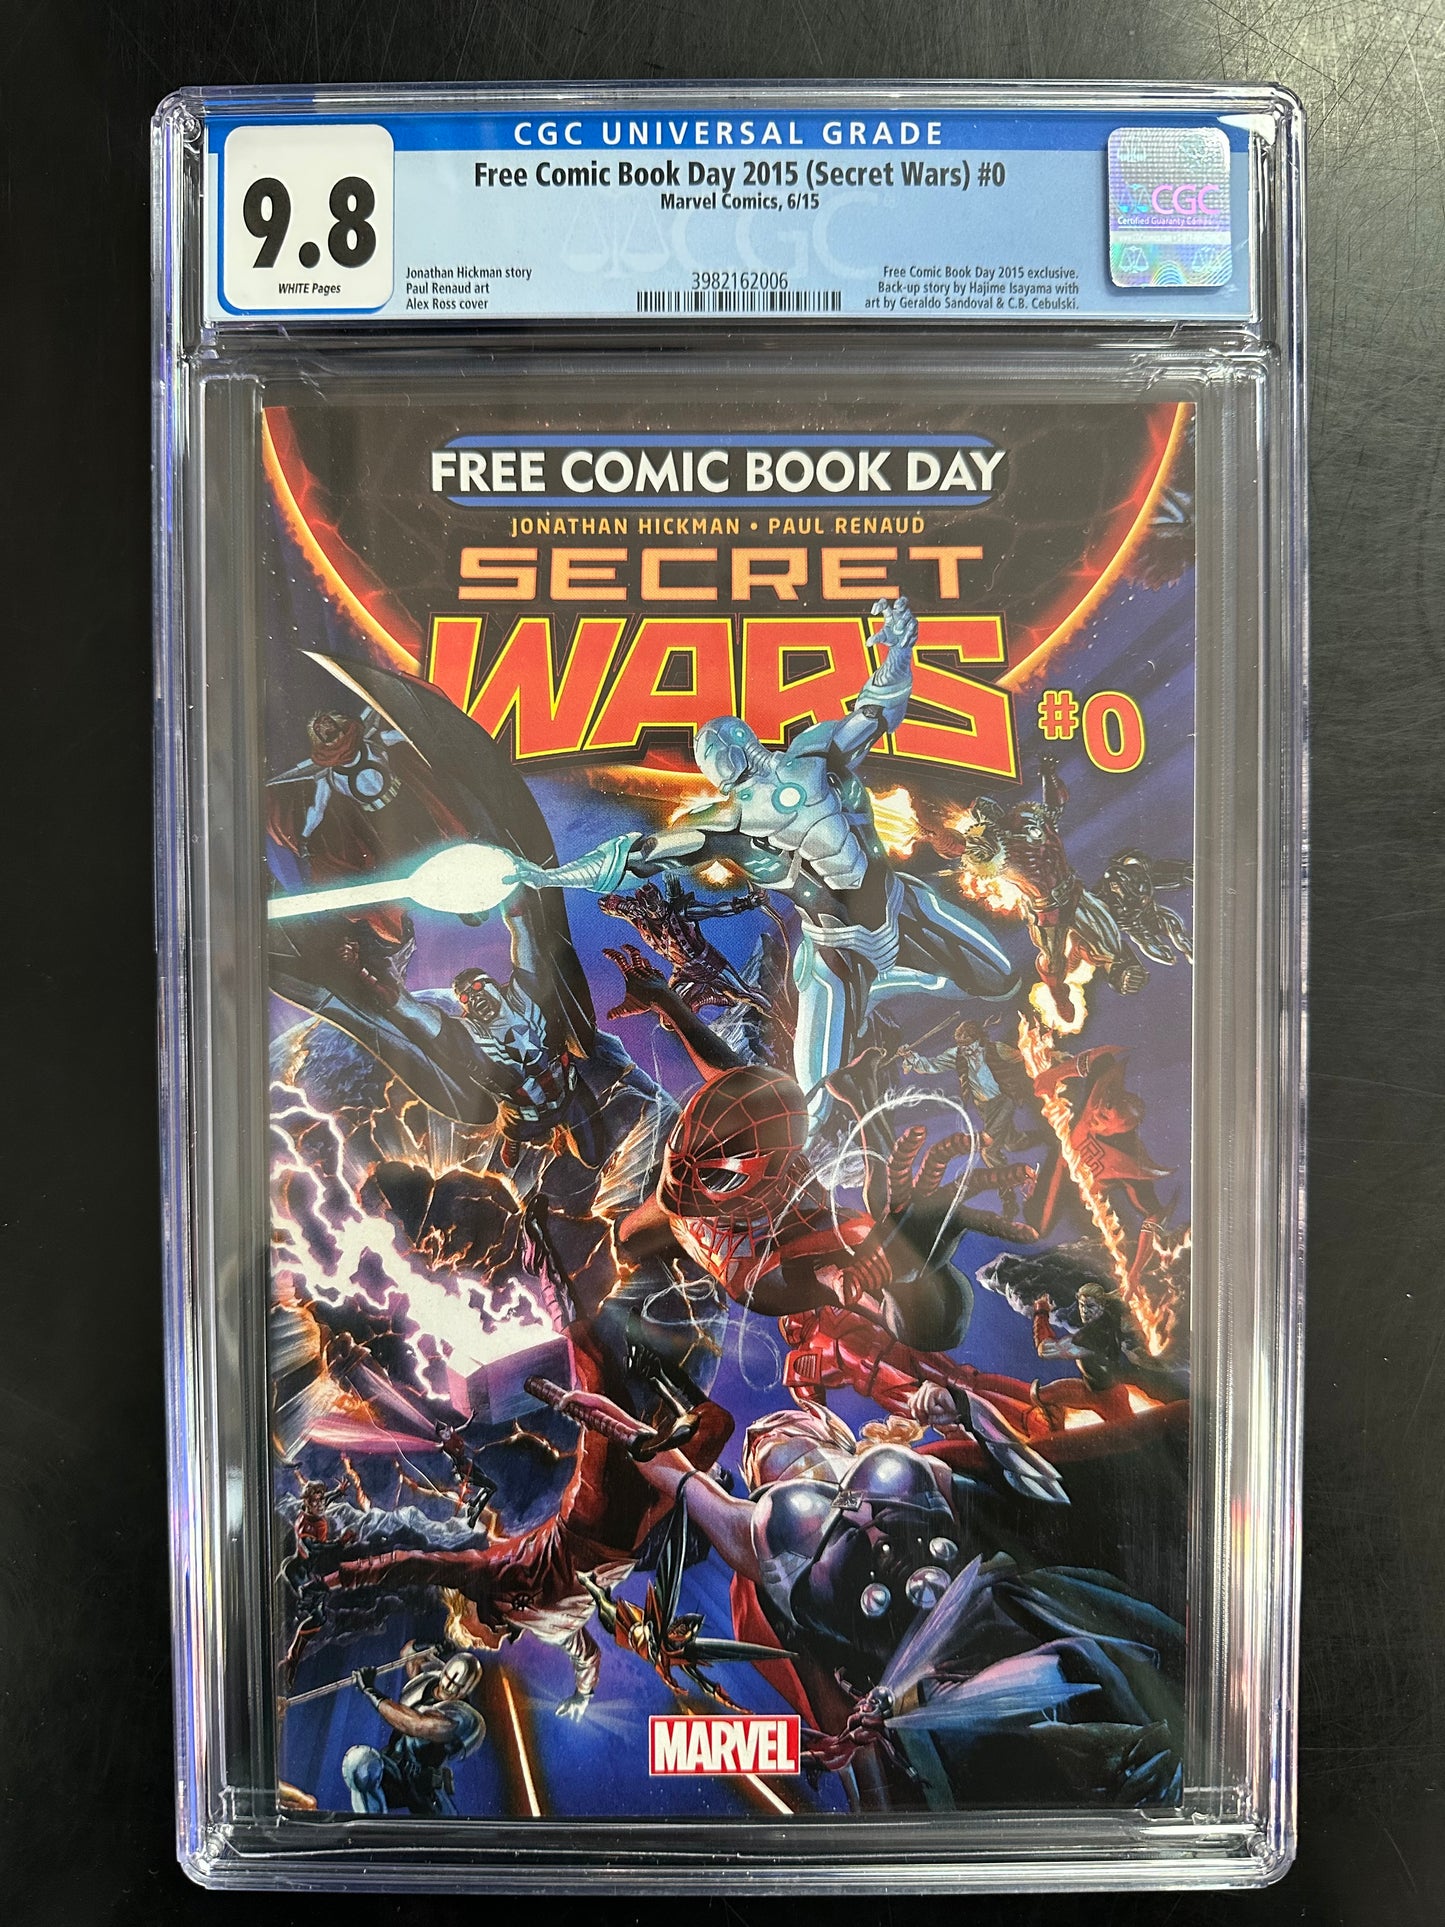 CGC UNIVERSAL GRADE
9.8
WHITE Pages
Free Comic Book Day 2015 (Secret Wars) #0
Marvel Comics, 6/15
Jonathan Hickman story
Paul Renaud art
Alex Ross cover
3982162006
Free Comic Book Day 2015 exclusive.
Back-up story by Hajime Isayama with
art by Geraldo Sandoval & C.B. Cebulski.
CGC
CGC
FREE COMIC BOOK DAY
JONATHAN HICKMAN • PAUL RENAUD
SECRET
WARS
#0
MARVEL